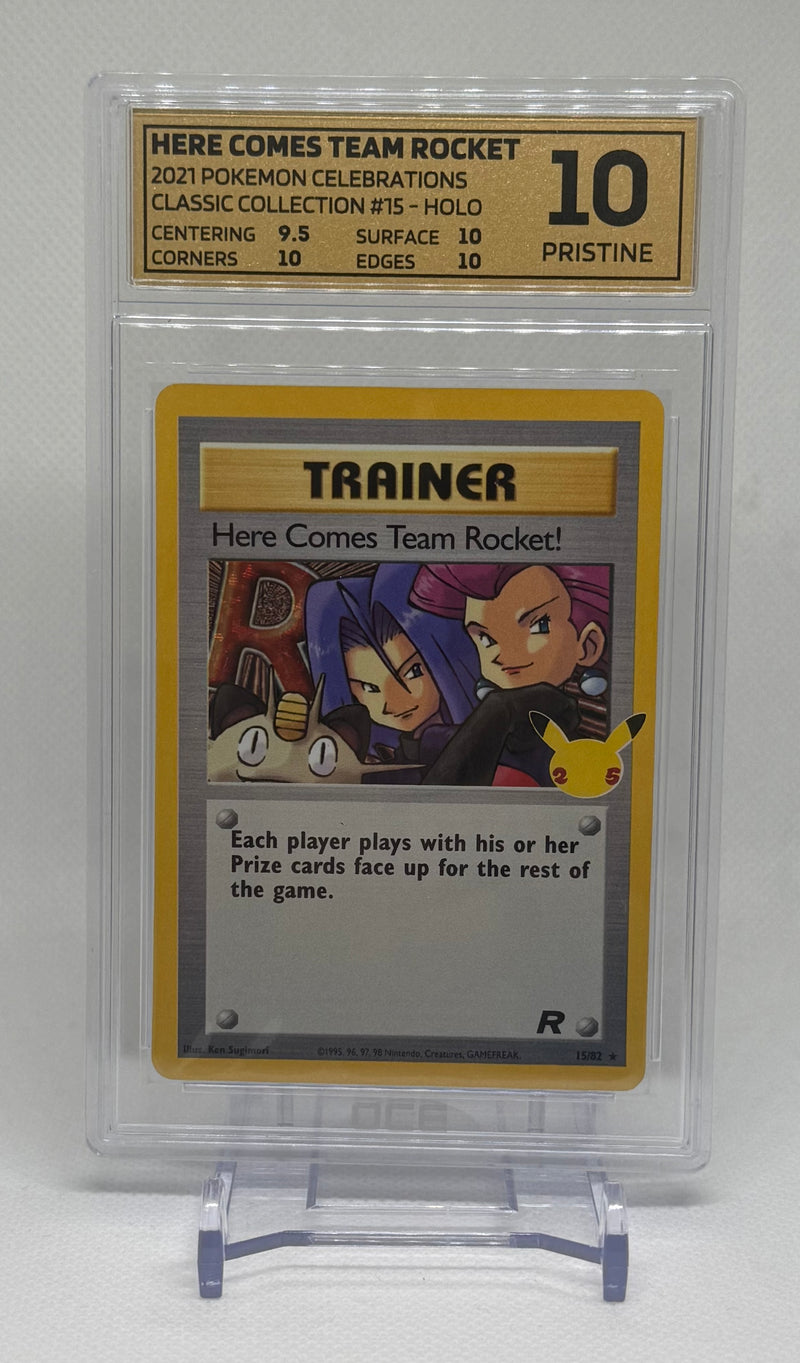 HERE COMES TEAM ROCKET
2021 POKEMON CELEBRATIONS
CLASSIC COLLECTION #15 - HOLO
CENTERING 9.5 SURFACE 10
CORNERS 10 EDGES 10
10
PRISTINE
TRAINER
Here Comes Team Rocket!
R
25
Each player plays with his or her
Prize cards face up for the rest of
the game.
R
Illus. Ken Sugimori ©1995, 96, 97, 98 Nintendo, Creatures, GAMEFREAK. 15/82 ★